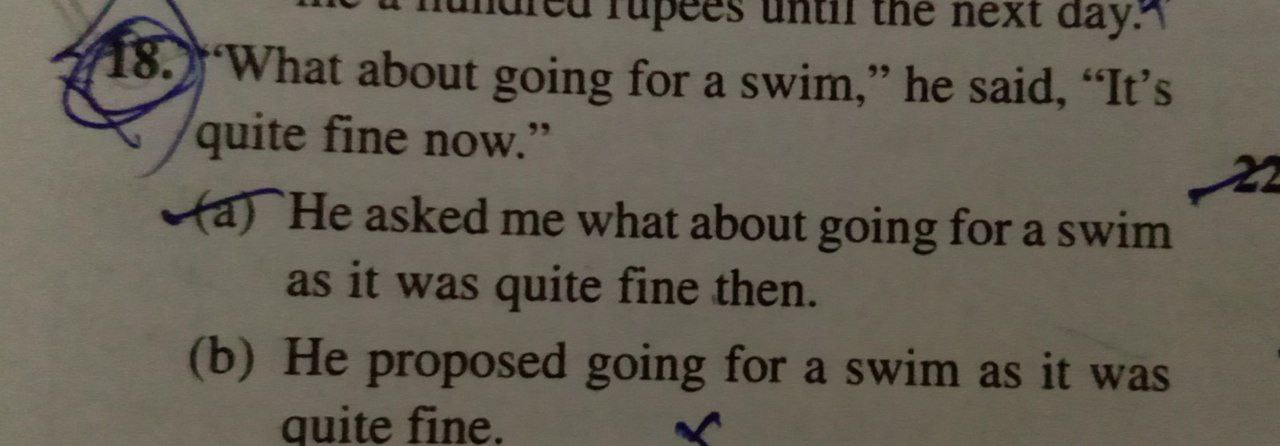 me a hundred rupees until the next day.
18. “What about going for a swim,” he said, “It’s
quite fine now.”
22
(a) He asked me what about going for a swim
as it was quite fine then.
(b) He proposed going for a swim as it was
quite fine.